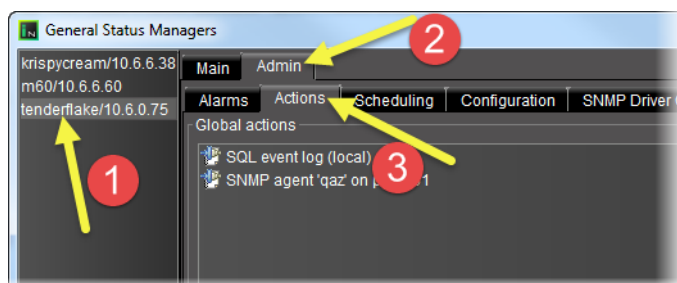 General Status Managers
2
krispycream/10.6.6.38
m60/10.6.6.60
tenderflake/10.6.0.75
Main Admin
Alarms Actions Scheduling Configuration SNMP Driver
Global actions
SQL event log (local)
SNMP agent 'qaz' on
3
1